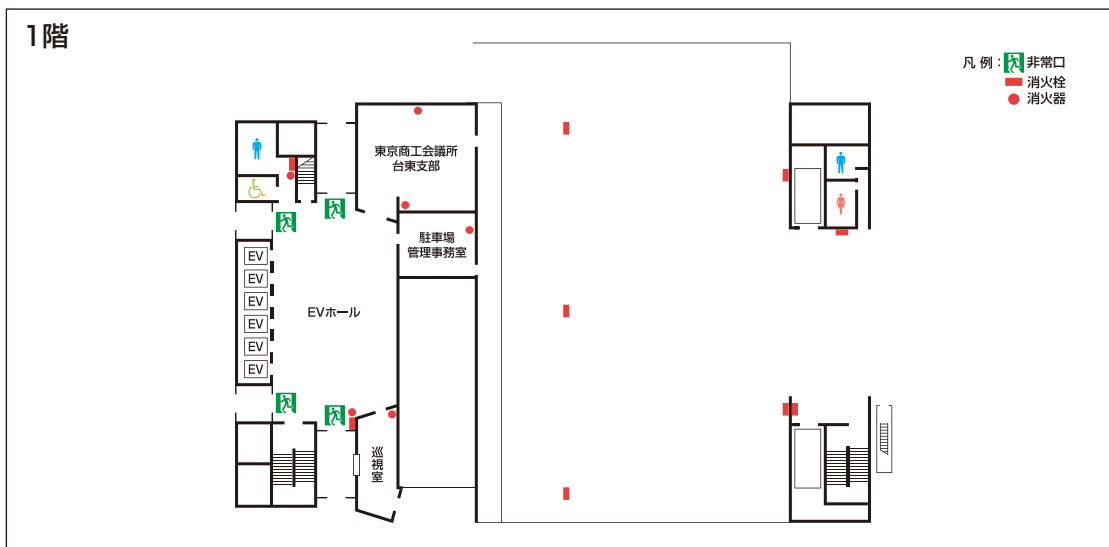 1階
凡 例 : 非常口
消火栓
消火器
東京商工会議所
台東支部
駐車場
管理事務室
EV
EV
EV
EV
EV
EV
EVホール
巡視室